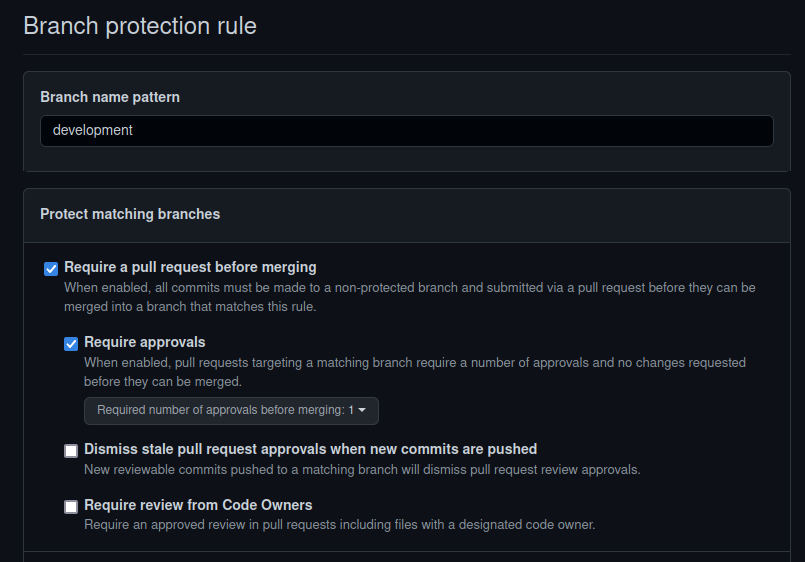 Branch protection rule
Branch name pattern
development
Protect matching branches
Require a pull request before merging
When enabled, all commits must be made to a non-protected branch and submitted via a pull request before they can be
merged into a branch that matches this rule.
Require approvals
When enabled, pull requests targeting a matching branch require a number of approvals and no changes requested
before they can be merged.
Required number of approvals before merging: 1
Dismiss stale pull request approvals when new commits are pushed
New reviewable commits pushed to a matching branch will dismiss pull request review approvals.
Require review from Code Owners
Require an approved review in pull requests including files with a designated code owner.